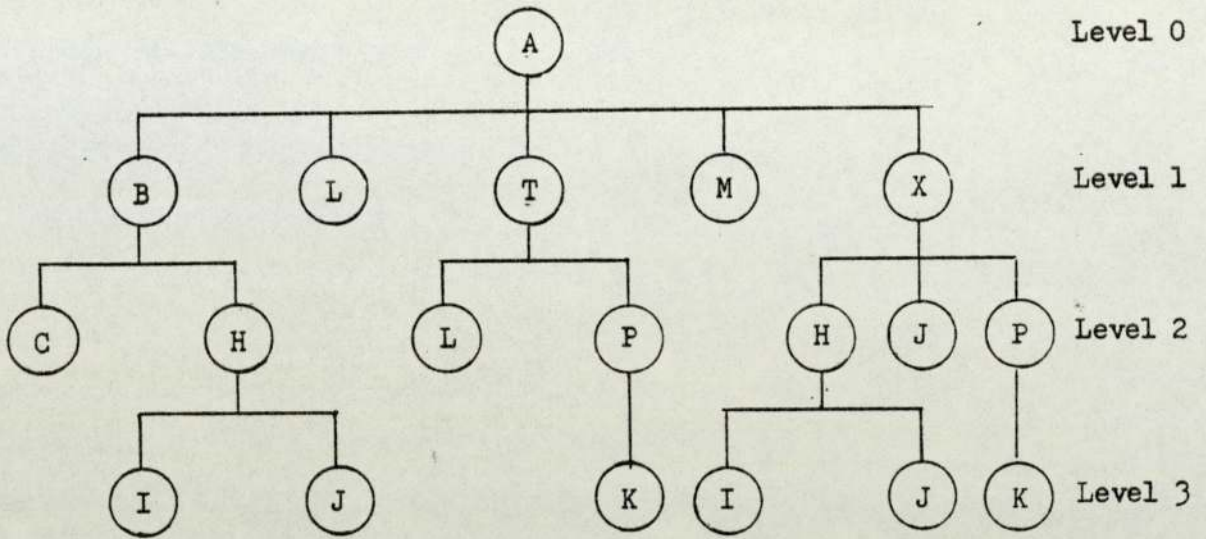 A Level 0
B L T M X Level 1
C H L P H J P Level 2
I J K I J K Level 3